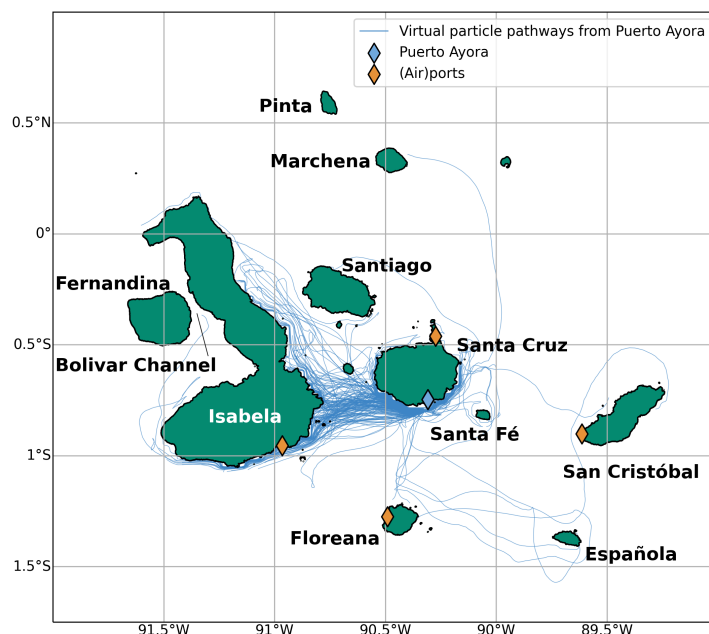 Virtual particle pathways from Puerto Ayora
Puerto Ayora
(Air)ports
Pinta
0.5°N
Marchena
0°
Santiago
Fernandina
0.5°S
Santa Cruz
Bolivar Channel
Isabela
Santa Fé
1°S
San Cristóbal
Floreana
Española
1.5°S
91.5°W 91°W 90.5°W 90°W 89.5°W